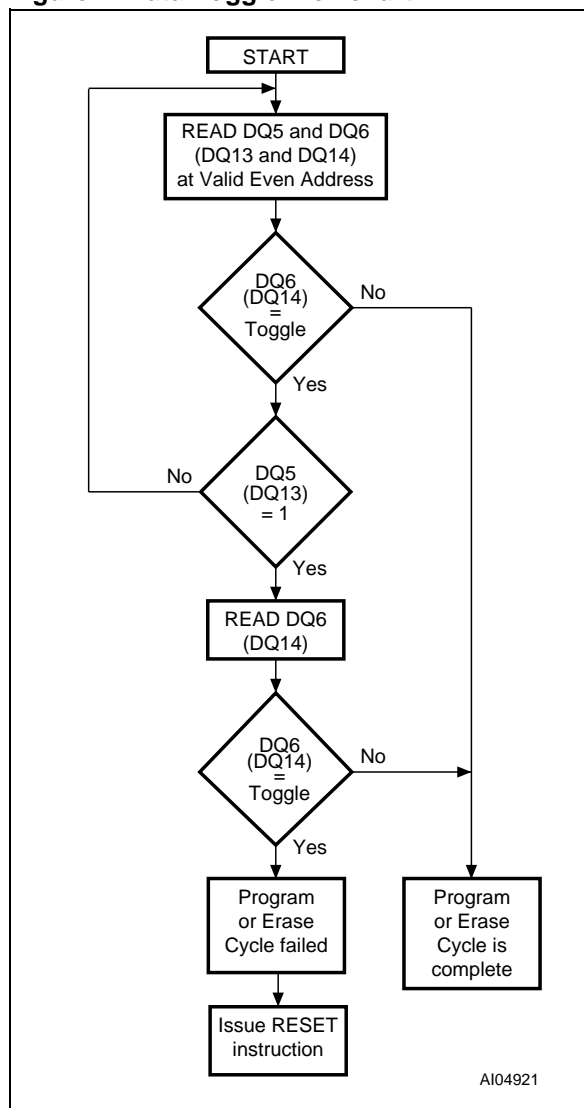 START
READ DQ5 and DQ6
(DQ13 and DQ14)
at Valid Even Address
DQ6
(DQ14)
=
Toggle
No
Yes
No
DQ5
(DQ13)
= 1
Yes
READ DQ6
(DQ14)
DQ6
(DQ14)
=
Toggle
No
Yes
Program
or Erase
Cycle failed
Program
or Erase
Cycle is
complete
Issue RESET
instruction
AI04921